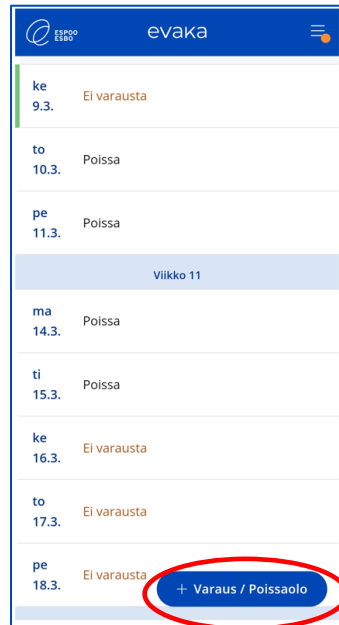 ESPOO
ESBO
evaka
ke
9.3.
Ei varausta
to
10.3.
Poissa
pe
11.3.
Poissa
Viikko 11
ma
14.3.
Poissa
ti
15.3.
Poissa
ke
16.3.
Ei varausta
to
17.3.
Ei varausta
pe
18.3.
Ei varausta
+ Varaus / Poissaolo